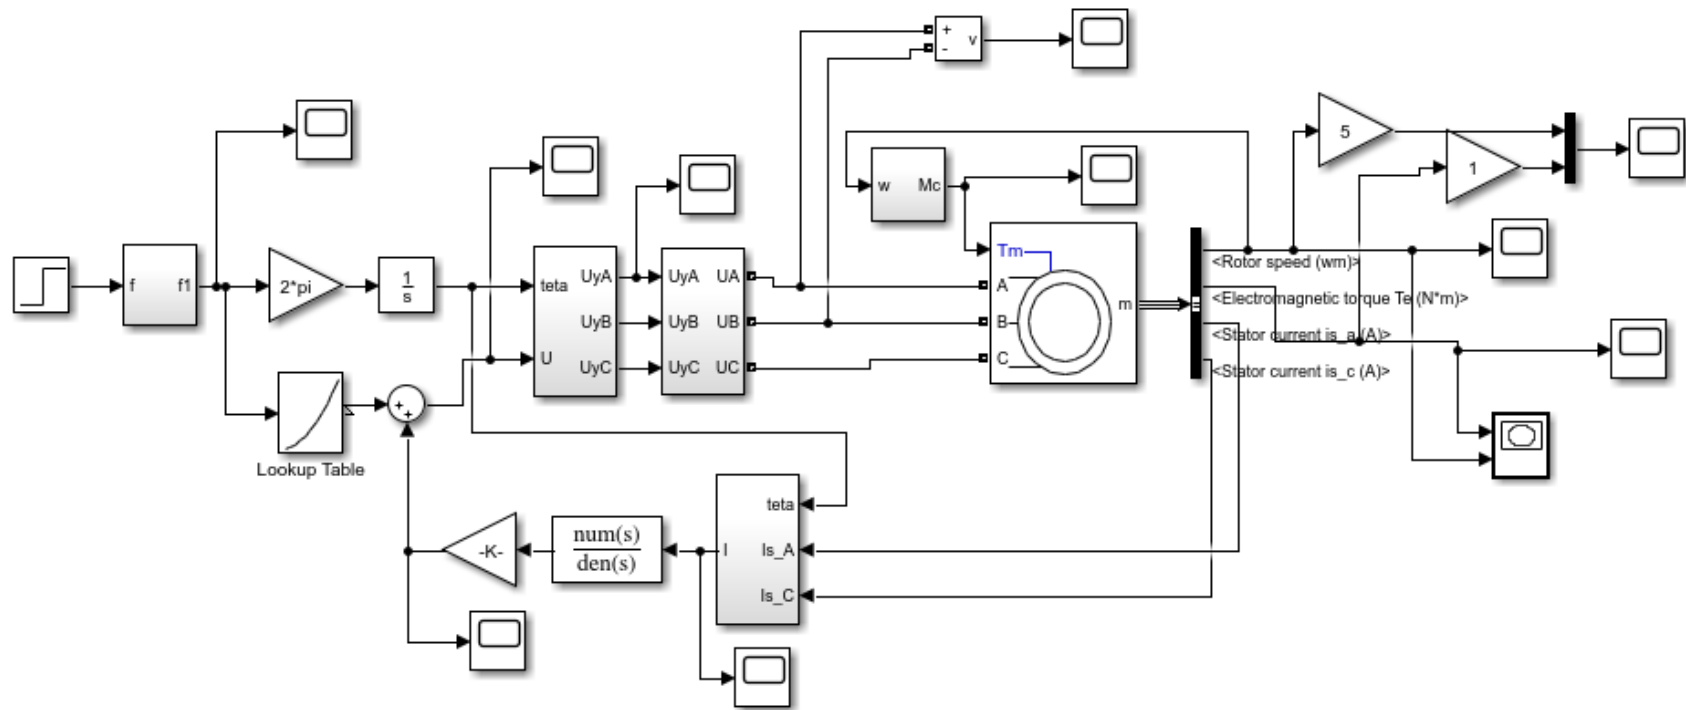 +
-
v
5
1
w
Mc
Tm
A
B
C
m
<Rotor speed (wm)>
<Electromagnetic torque Te (N*m)>
<Stator current is_a (A)>
<Stator current is_c (A)>
f
f1
2*pi
1
s
teta
U
UyA
UyB
UyC
UyA
UyB
UyC
UA
UB
UC
+
+
Lookup Table
-K-
num(s)
den(s)
teta
I
Is_A
Is_C